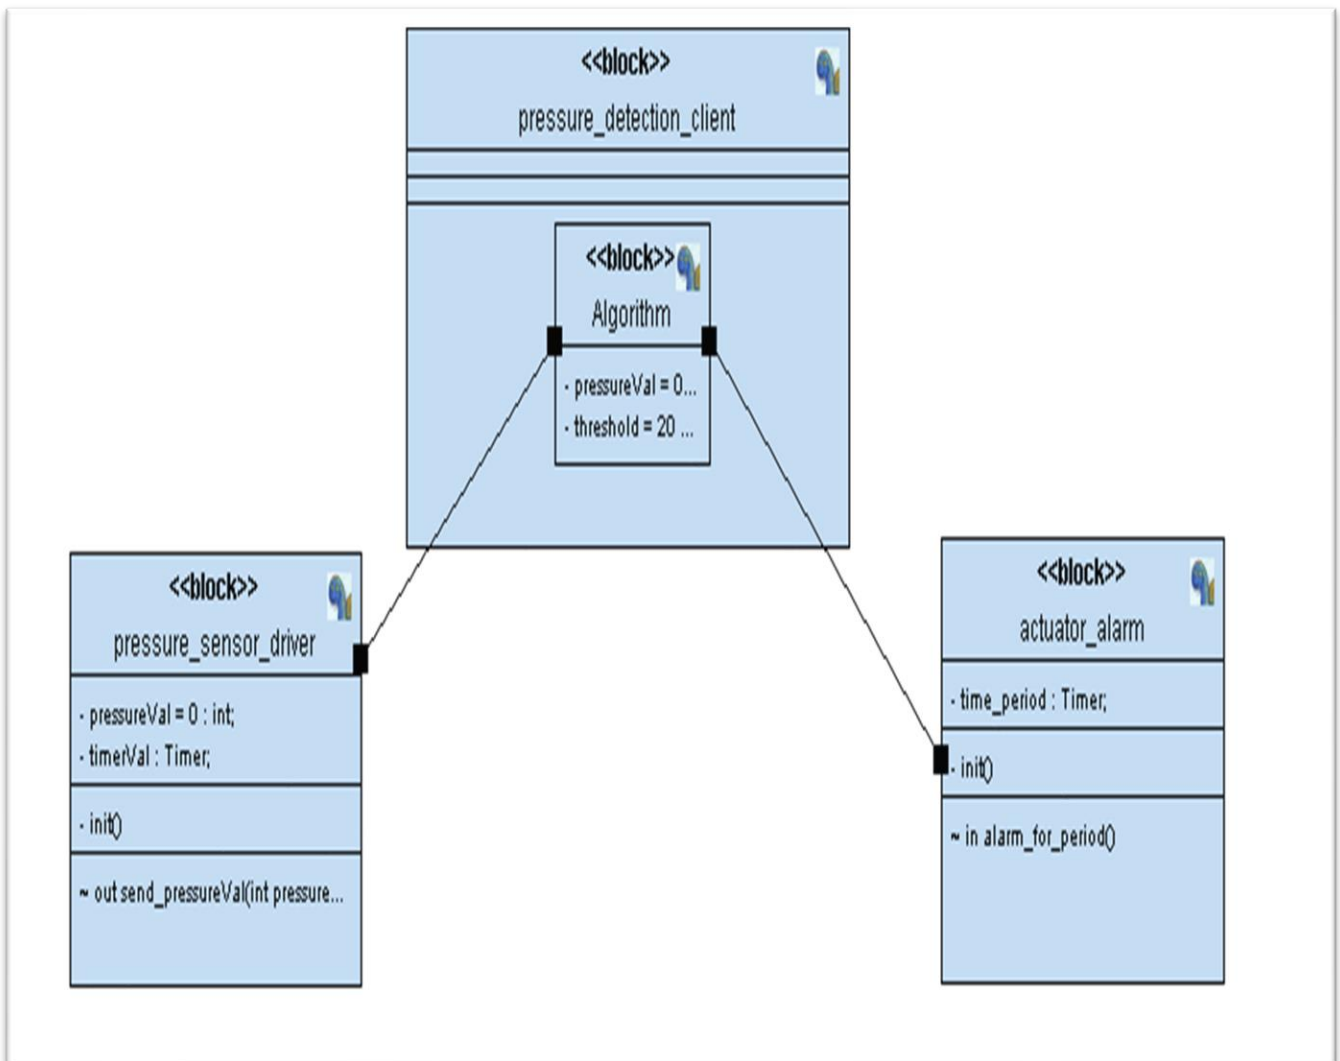 <<block>>
pressure_detection_client
<<block>>
Algorithm
- pressureVal = 0...
- threshold = 20 ...
<<block>>
pressure_sensor_driver
- pressureVal = 0 : int;
- timerVal : Timer;
- init()
~ out send_pressureVal(int pressure...
<<block>>
actuator_alarm
- time_period : Timer;
- init()
~ in alarm_for_period()